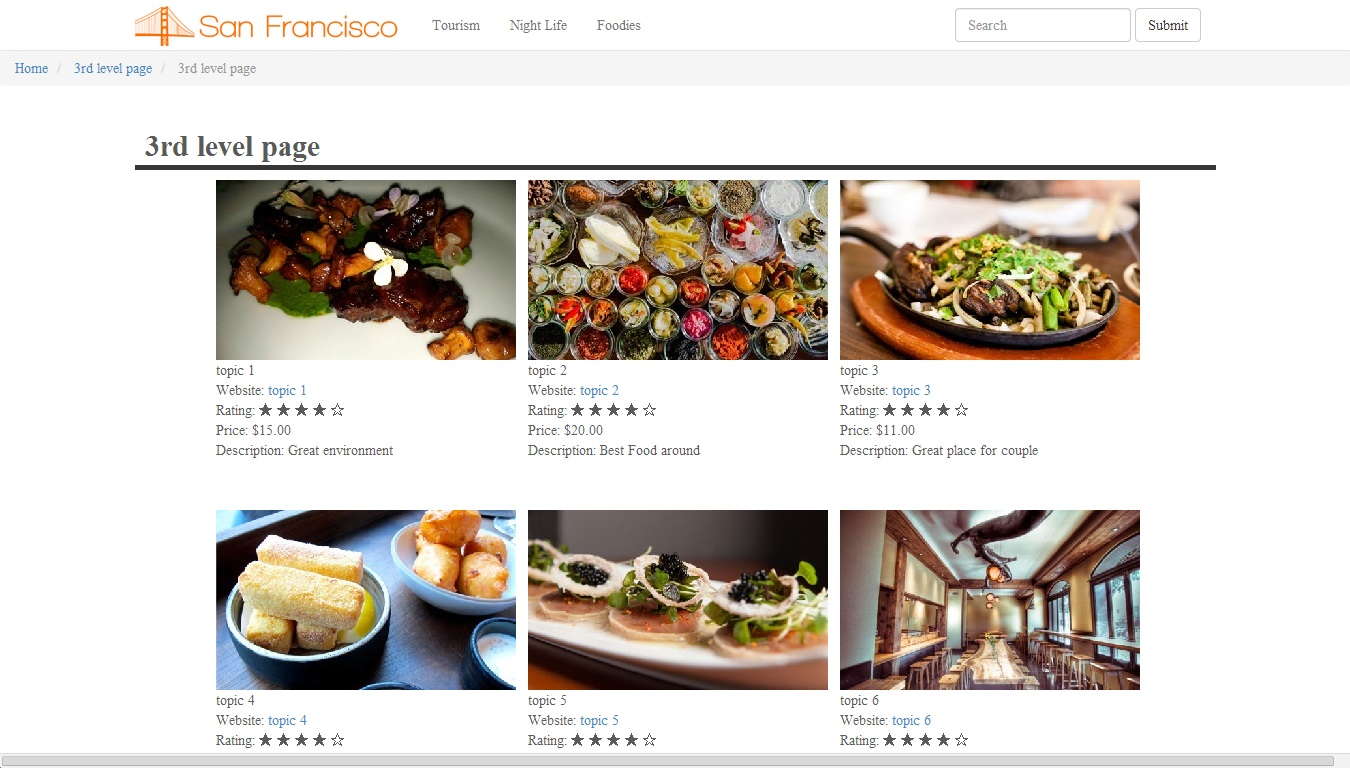 San Francisco
Tourism Night Life Foodies
Search Submit
Home / 3rd level page / 3rd level page
3rd level page
topic 1
Website: topic 1
Rating: ★ ★ ★ ★ ☆
Price: $15.00
Description: Great environment
topic 2
Website: topic 2
Rating: ★ ★ ★ ★ ☆
Price: $20.00
Description: Best Food around
topic 3
Website: topic 3
Rating: ★ ★ ★ ★ ☆
Price: $11.00
Description: Great place for couple
topic 4
Website: topic 4
Rating: ★ ★ ★ ★ ☆
topic 5
Website: topic 5
Rating: ★ ★ ★ ★ ☆
topic 6
Website: topic 6
Rating: ★ ★ ★ ★ ☆